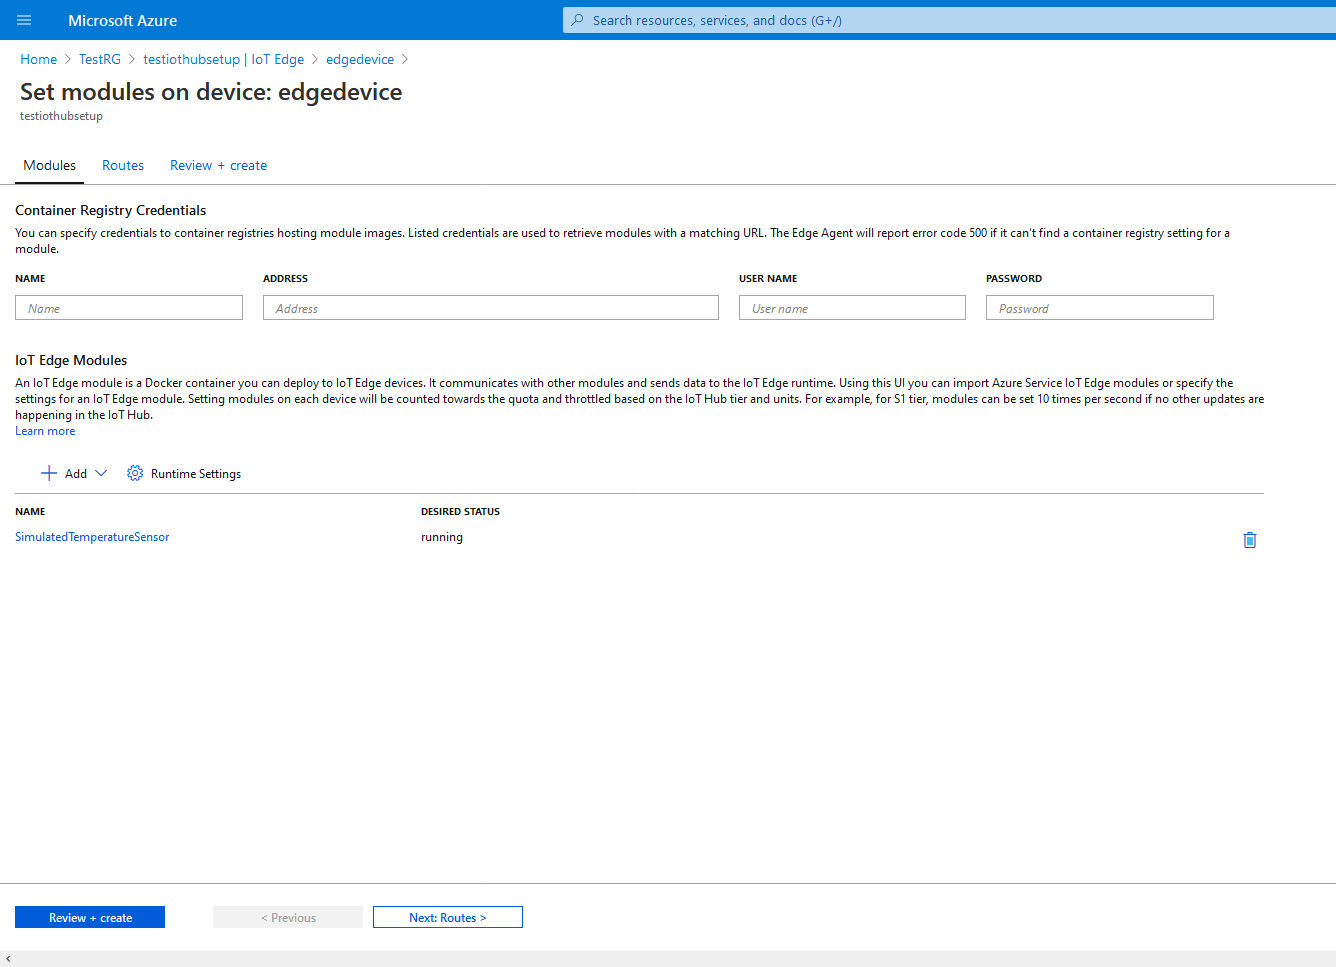 Microsoft Azure
Search resources, services, and docs (G+/)
Home > TestRG > testiothubsetup | IoT Edge > edgedevice >
Set modules on device: edgedevice
testiothubsetup
Modules Routes Review + create
Container Registry Credentials
You can specify credentials to container registries hosting module images. Listed credentials are used to retrieve modules with a matching URL. The Edge Agent will report error code 500 if it can't find a container registry setting for a
module.
NAME ADDRESS USER NAME PASSWORD
Name Address User name Password
IoT Edge Modules
An IoT Edge module is a Docker container you can deploy to IoT Edge devices. It communicates with other modules and sends data to the IoT Edge runtime. Using this UI you can import Azure Service IoT Edge modules or specify the
settings for an IoT Edge module. Setting modules on each device will be counted towards the quota and throttled based on the IoT Hub tier and units. For example, for S1 tier, modules can be set 10 times per second if no other updates are
happening in the IoT Hub.
Learn more
Add Runtime Settings
NAME DESIRED STATUS
SimulatedTemperatureSensor running
Review + create < Previous Next: Routes >